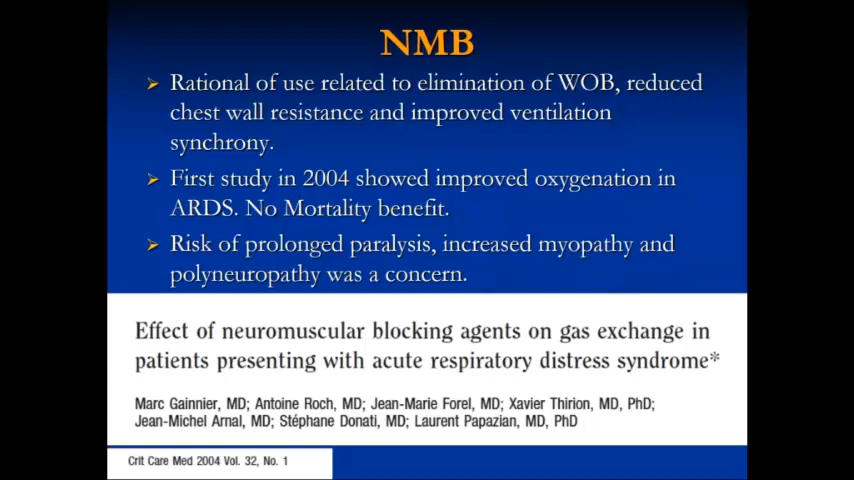 NMB
Rational of use related to elimination of WOB, reduced
chest wall resistance and improved ventilation
synchrony.
First study in 2004 showed improved oxygenation in
ARDS. No Mortality benefit.
Risk of prolonged paralysis, increased myopathy and
polyneuropathy was a concern.
Effect of neuromuscular blocking agents on gas exchange in
patients presenting with acute respiratory distress syndrome*
Marc Gainnier, MD; Antoine Roch, MD; Jean-Marie Forel, MD; Xavier Thirion, MD, PhD;
Jean-Michel Arnal, MD; Stéphane Donati, MD; Laurent Papazian, MD, PhD
Crit Care Med 2004 Vol. 32, No. 1